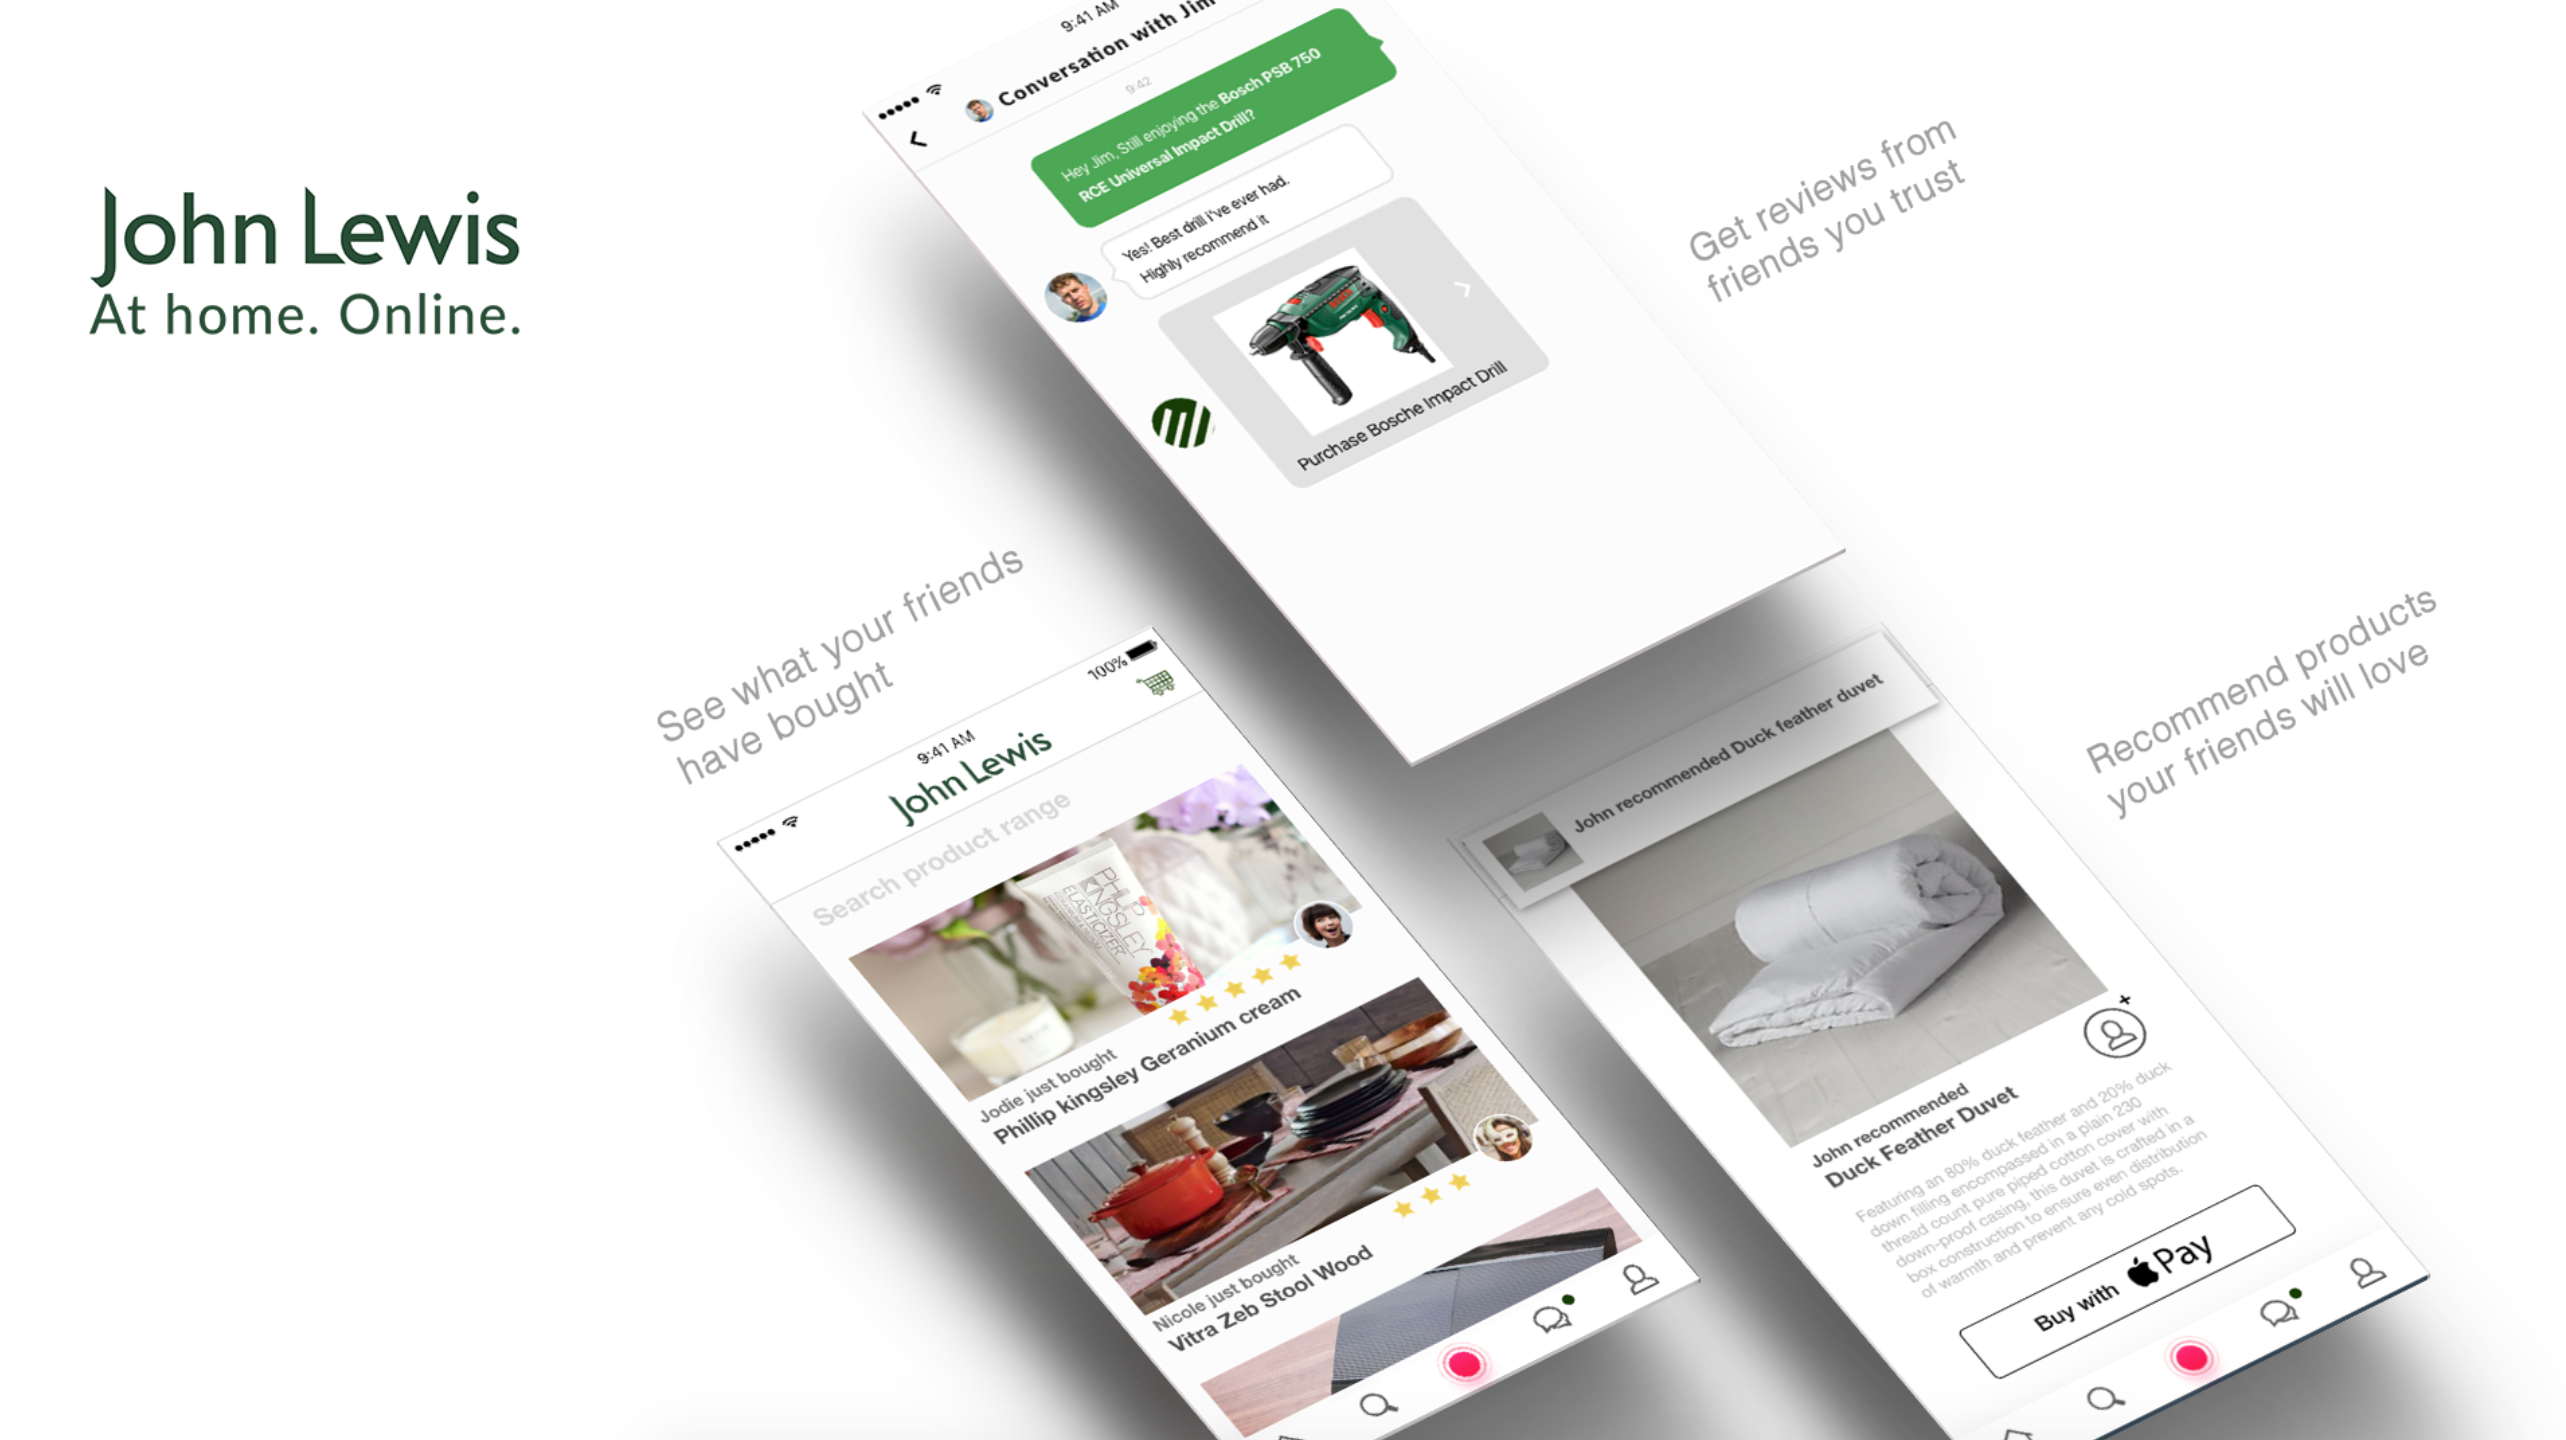 John Lewis
At home. Online.
9:41 AM
Conversation with Jim
9:42
Hey Jim, Still enjoying the Bosch PSB 750
RCE Universal Impact Drill?
Yes! Best drill i've ever had.
Highly recommend it
BOSCH
Purchase Bosche Impact Drill
Get reviews from
friends you trust
See what your friends
have bought
9:41 AM
100%
John Lewis
Search product range
PHILIP
KINGSLEY
ELASTICIZER
Jodie just bought
Phillip kingsley Geranium cream
Nicole just bought
Vitra Zeb Stool Wood
Recommend products
your friends will love
John recommended Duck feather duvet
John recommended
Duck Feather Duvet
Featuring an 80% duck feather and 20% duck
down filling encompassed in a plain 230
thread count pure piped cotton cover with
down-proof casing, this duvet is crafted in a
box construction to ensure even distribution
of warmth and prevent any cold spots.
Buy with Pay